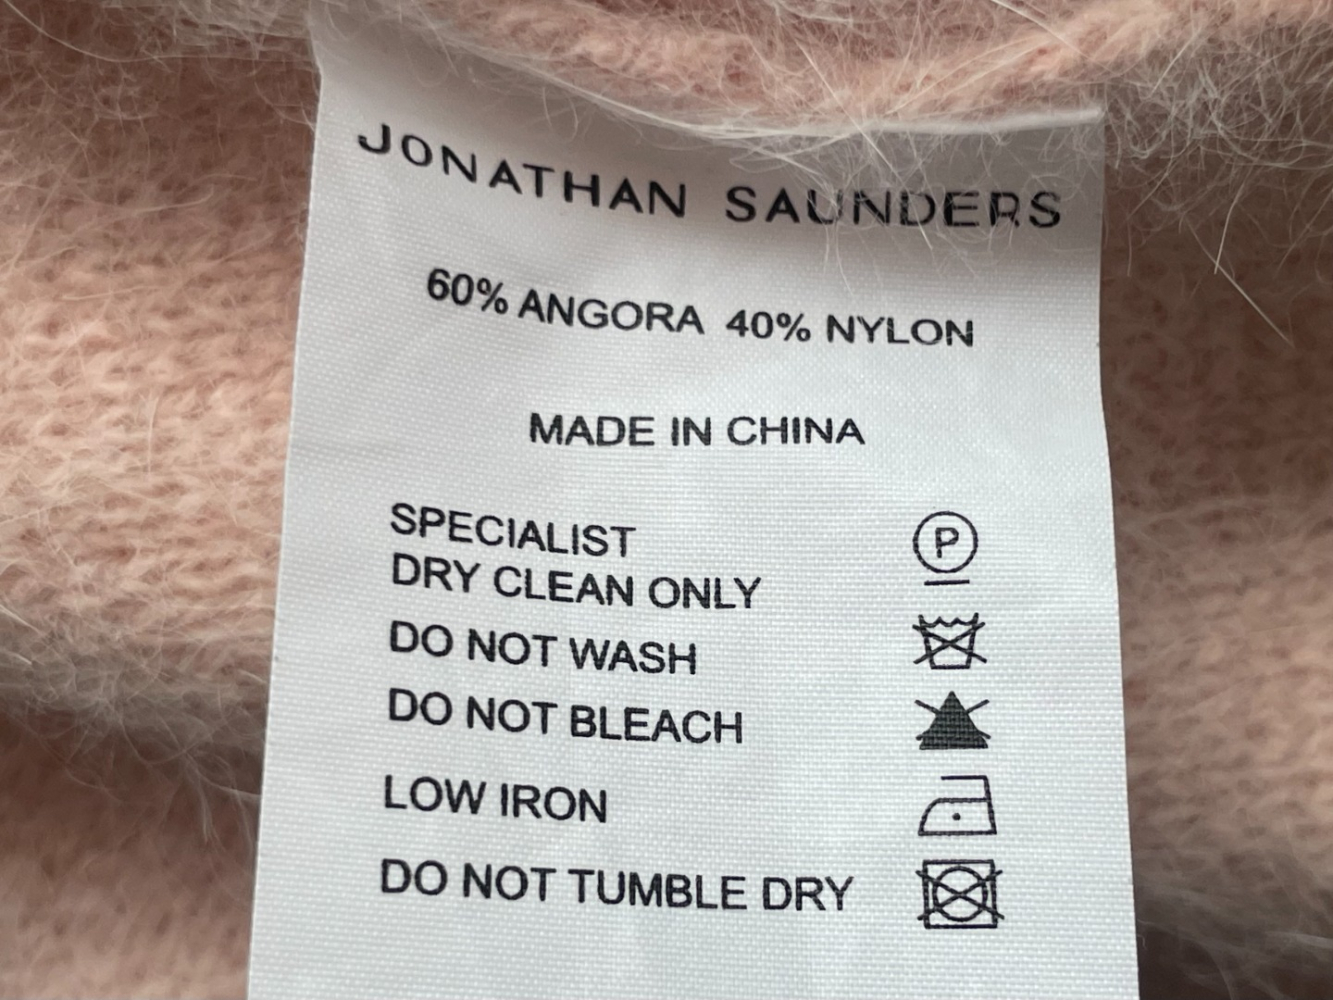 JONATHAN SAUNDERS
60% ANGORA 40% NYLON
MADE IN CHINA
SPECIALIST
DRY CLEAN ONLY
P
DO NOT WASH
DO NOT BLEACH
LOW IRON
DO NOT TUMBLE DRY